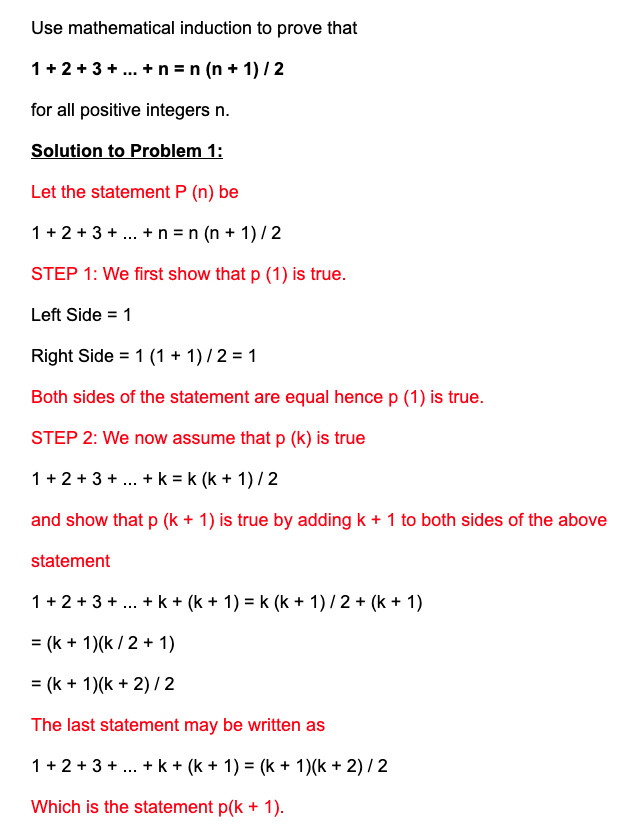 Use mathematical induction to prove that
1 + 2 + 3 + ... + n = n (n + 1) / 2
for all positive integers n.
Solution to Problem 1:
Let the statement P (n) be
1 + 2 + 3 + ... + n = n (n + 1) / 2
STEP 1: We first show that p (1) is true.
Left Side = 1
Right Side = 1 (1 + 1) / 2 = 1
Both sides of the statement are equal hence p (1) is true.
STEP 2: We now assume that p (k) is true
1 + 2 + 3 + ... + k = k (k + 1) / 2
and show that p (k + 1) is true by adding k + 1 to both sides of the above
statement
1 + 2 + 3 + ... + k + (k + 1) = k (k + 1) / 2 + (k + 1)
= (k + 1)(k / 2 + 1)
= (k + 1)(k + 2) / 2
The last statement may be written as
1 + 2 + 3 + ... + k + (k + 1) = (k + 1)(k + 2) / 2
Which is the statement p(k + 1).